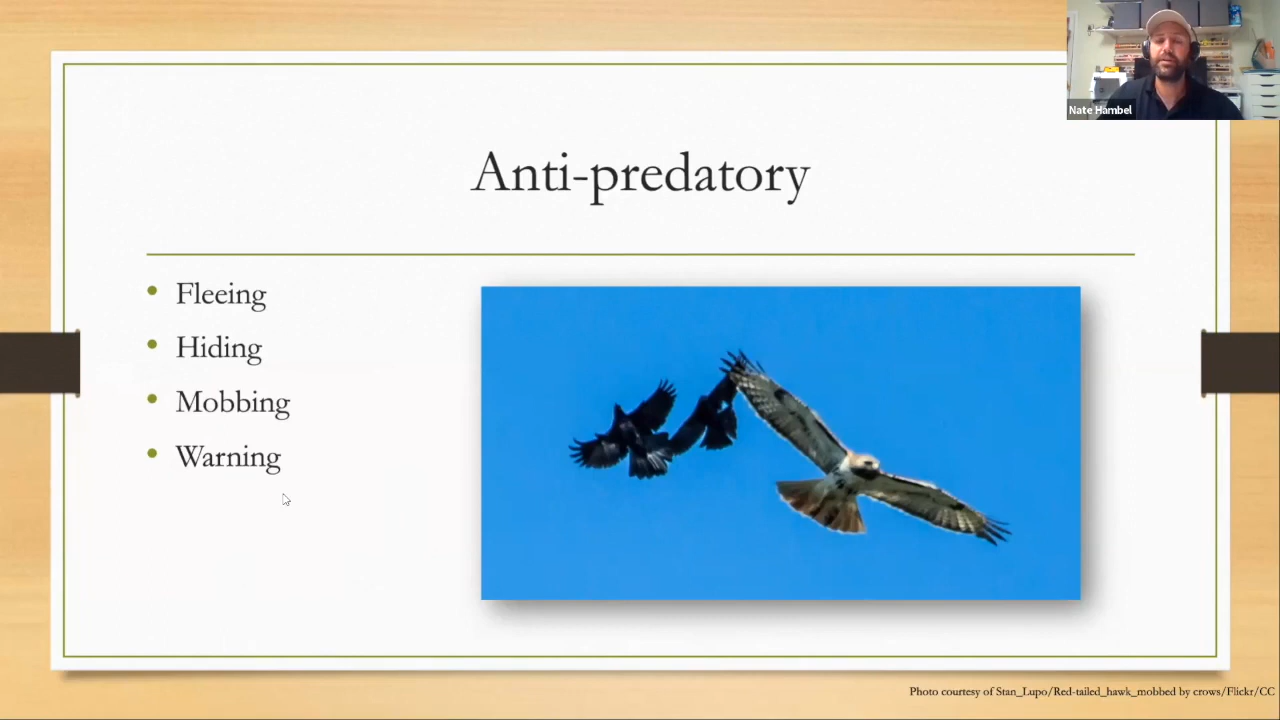 Nate Hambel
Anti-predatory
Fleeing
Hiding
Mobbing
Warning
Photo courtesy of Stan_Lupo/Red-tailed_hawk_mobbed by crows/Flickr/CC